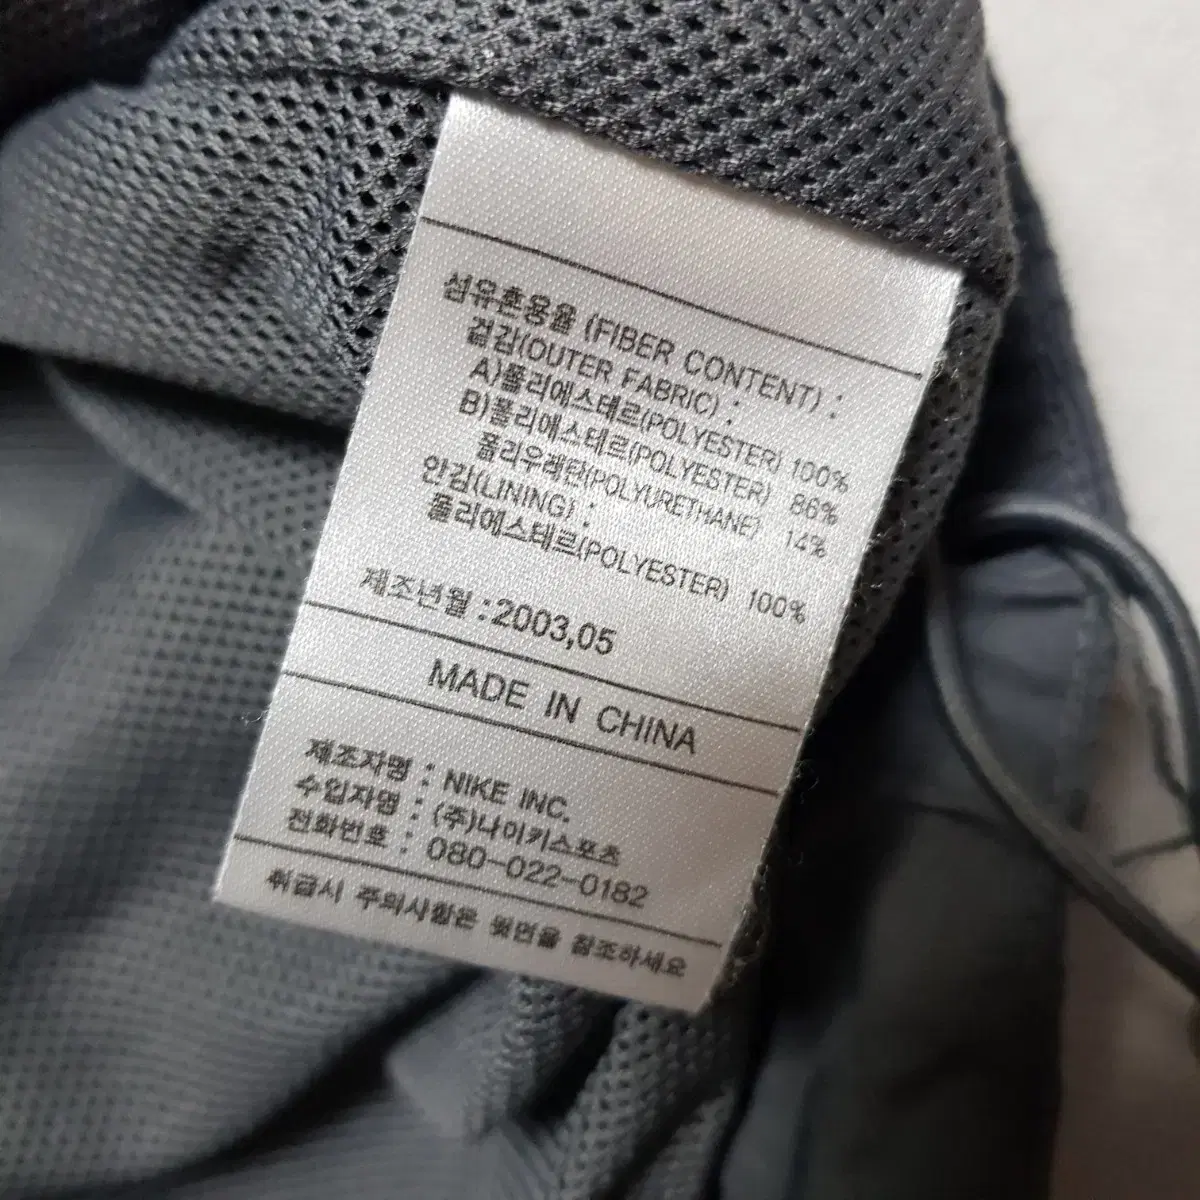 섬유혼용율 (FIBER CONTENT) :
겉감(OUTER FABRIC) :
A)폴리에스테르(POLYESTER) 100%
B)폴리에스테르(POLYESTER) 86%
폴리우레탄(POLYURETHANE) 14%
안감(LINING) :
폴리에스테르(POLYESTER) 100%
제조년월 : 2003,05
MADE IN CHINA
제조자명 : NIKE INC.
수입자명 : (주)나이키스포츠
전화번호 : 080-022-0182
취급시 주의사항은 뒷면을 참조하세요